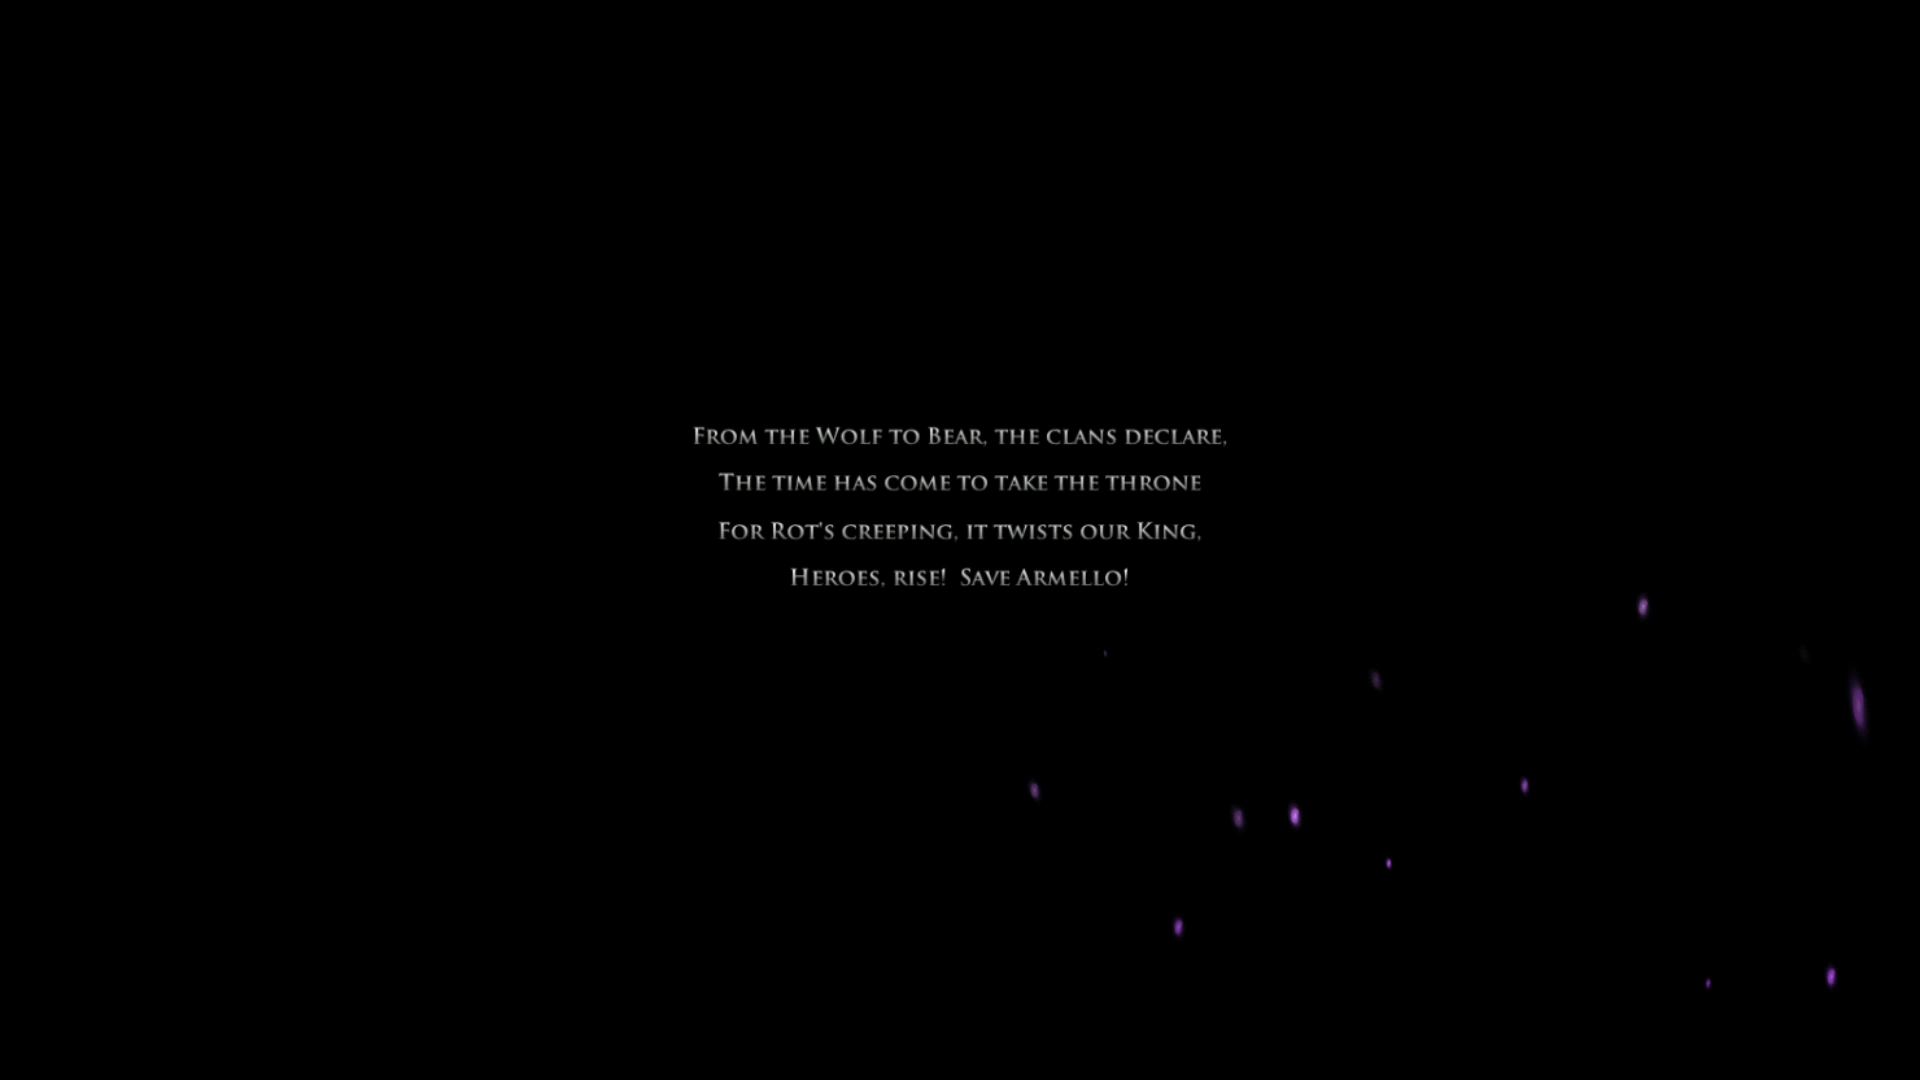 From the Wolf to Bear, the clans declare,
The time has come to take the throne
For Rot's creeping, it twists our King,
Heroes, rise!  Save Armello!